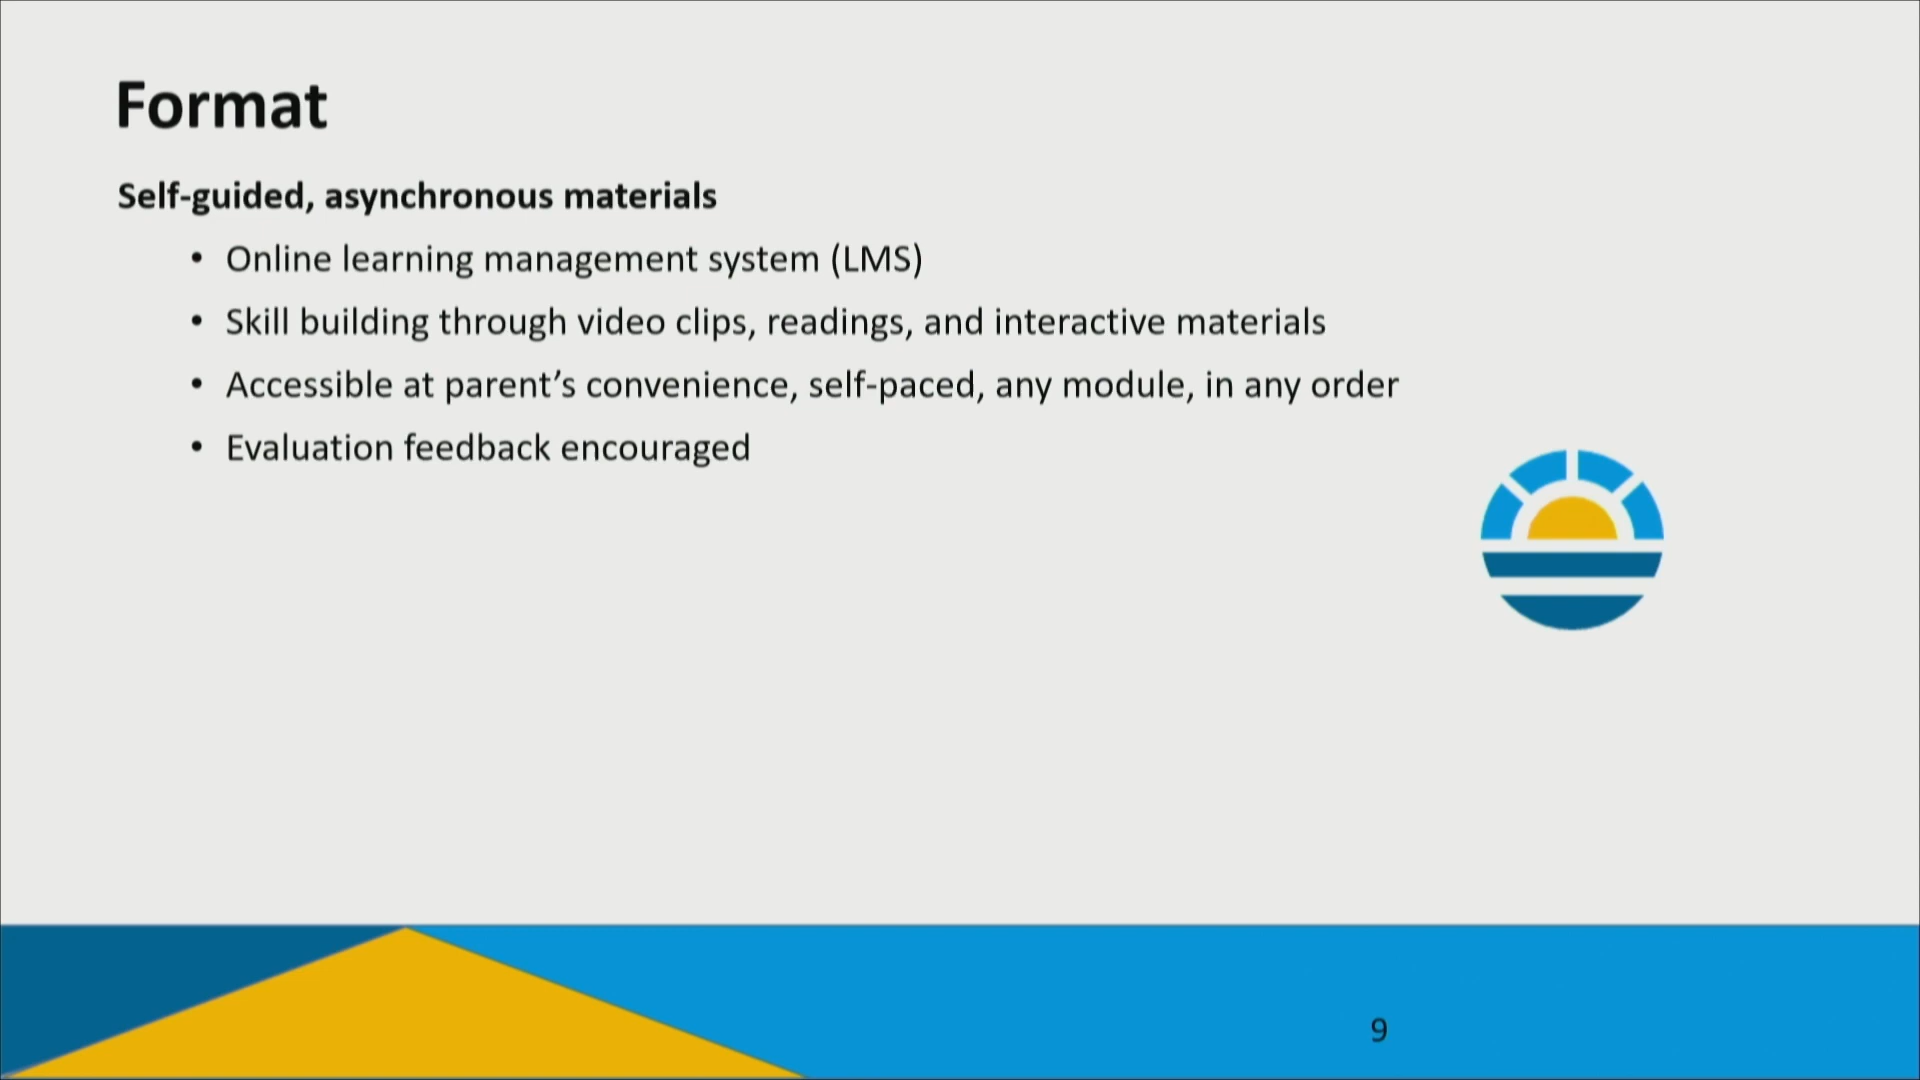 Format
Self-guided, asynchronous materials
• Online learning management system (LMS)
• Skill building through video clips, readings, and interactive materials
• Accessible at parent’s convenience, self-paced, any module, in any order
• Evaluation feedback encouraged
9